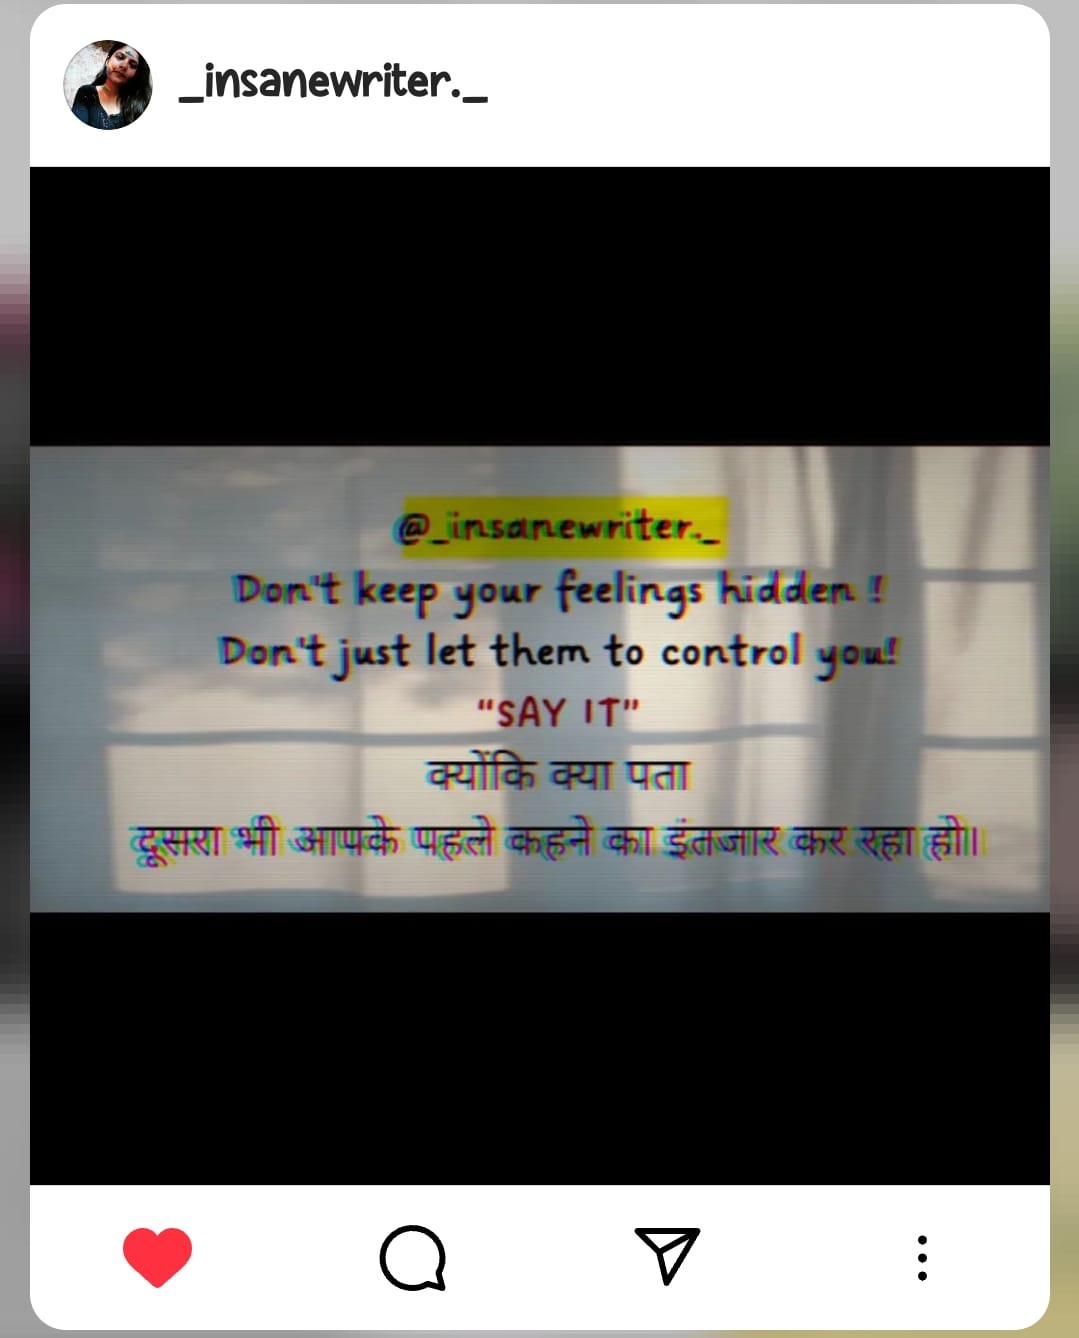 _insanewriter._
@_insanewriter._
Don't keep your feelings hidden !
Don't just let them to control you!
“SAY IT”
क्योंकि क्या पता
दूसरा भी आपके पहले कहने का इंतजार कर रहा हो।